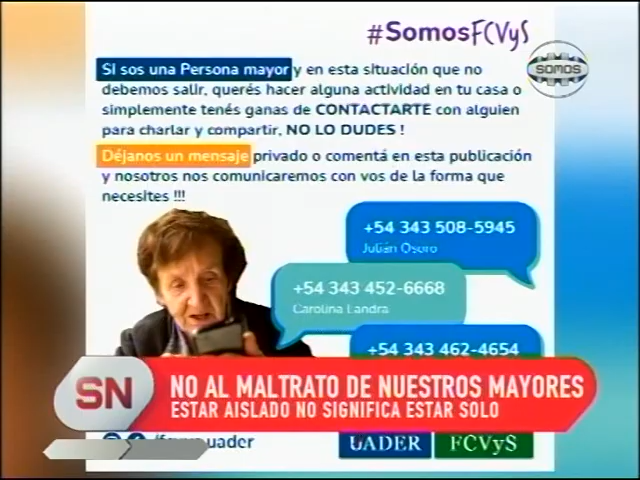 #SomosFCVyS
SOMOS
Si sos una Persona mayor y en esta situación que no
debemos salir, querés hacer alguna actividad en tu casa o
simplemente tenés ganas de CONTACTARTE con alguien
para charlar y compartir, NO LO DUDES !
Déjanos un mensaje privado o comentá en esta publicación
y nosotros nos comunicaremos con vos de la forma que
necesites !!!
+54 343 508-5945
Julián Osoro
+54 343 452-6668
Carolina Landra
+54 343 462-4654
SN
NO AL MALTRATO DE NUESTROS MAYORES
ESTAR AISLADO NO SIGNIFICA ESTAR SOLO
uader
UADER
FCVyS